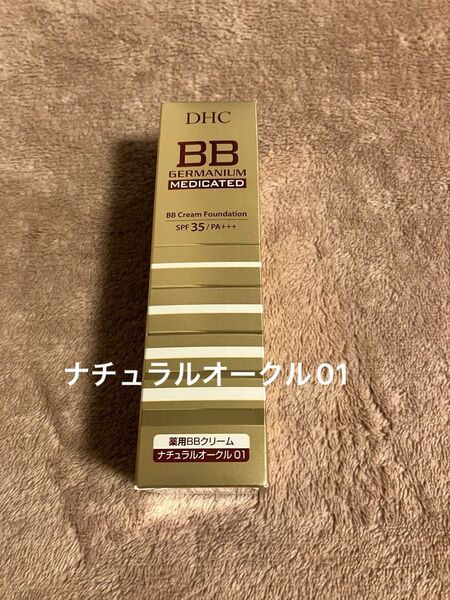 DHC
BB
GERMANIUM
MEDICATED
BB Cream Foundation
SPF 35/PA+++
ナチュラルオークル01
薬用BBクリーム
ナチュラルオークル 01